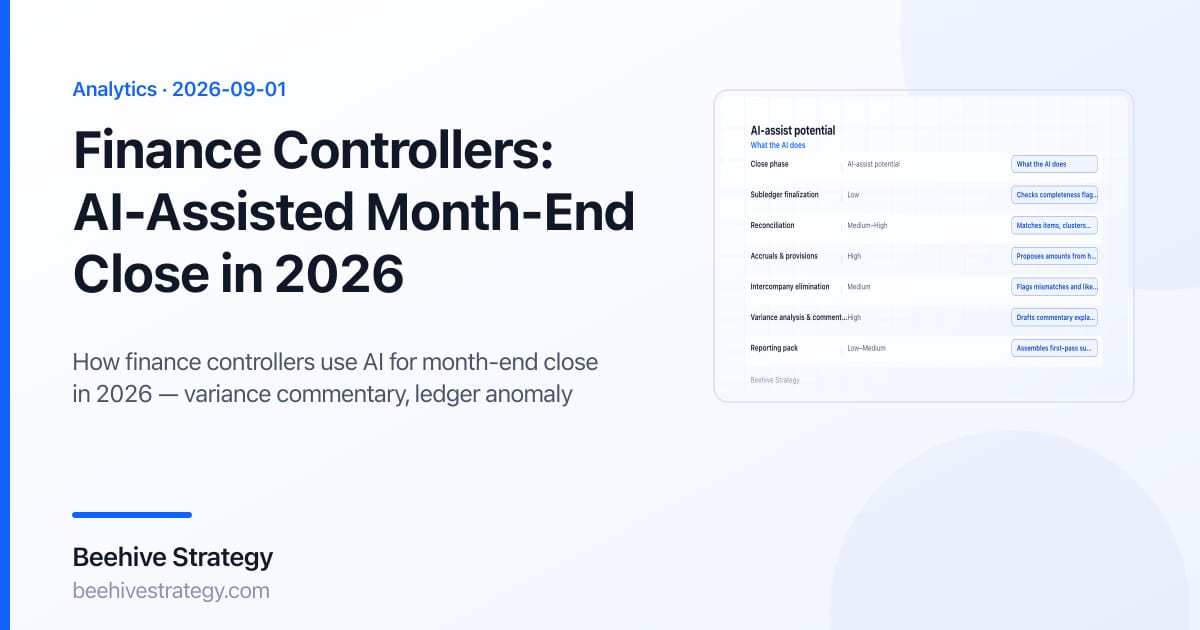 Analytics · 2026-09-01
Finance Controllers:
AI-Assisted Month-End
Close in 2026
How finance controllers use AI for month-end close
in 2026 — variance commentary, ledger anomaly
Beehive Strategy
beehivestrategy.com
AI-assist potential
What the AI does
Close phase AI-assist potential What the AI does
Subledger finalization Low Checks completeness flag...
Reconciliation Medium–High Matches items, clusters...
Accruals & provisions High Proposes amounts from h...
Intercompany elimination Medium Flags mismatches and like...
Variance analysis & comment... High Drafts commentary expla...
Reporting pack Low–Medium Assembles first-pass su...
Beehive Strategy